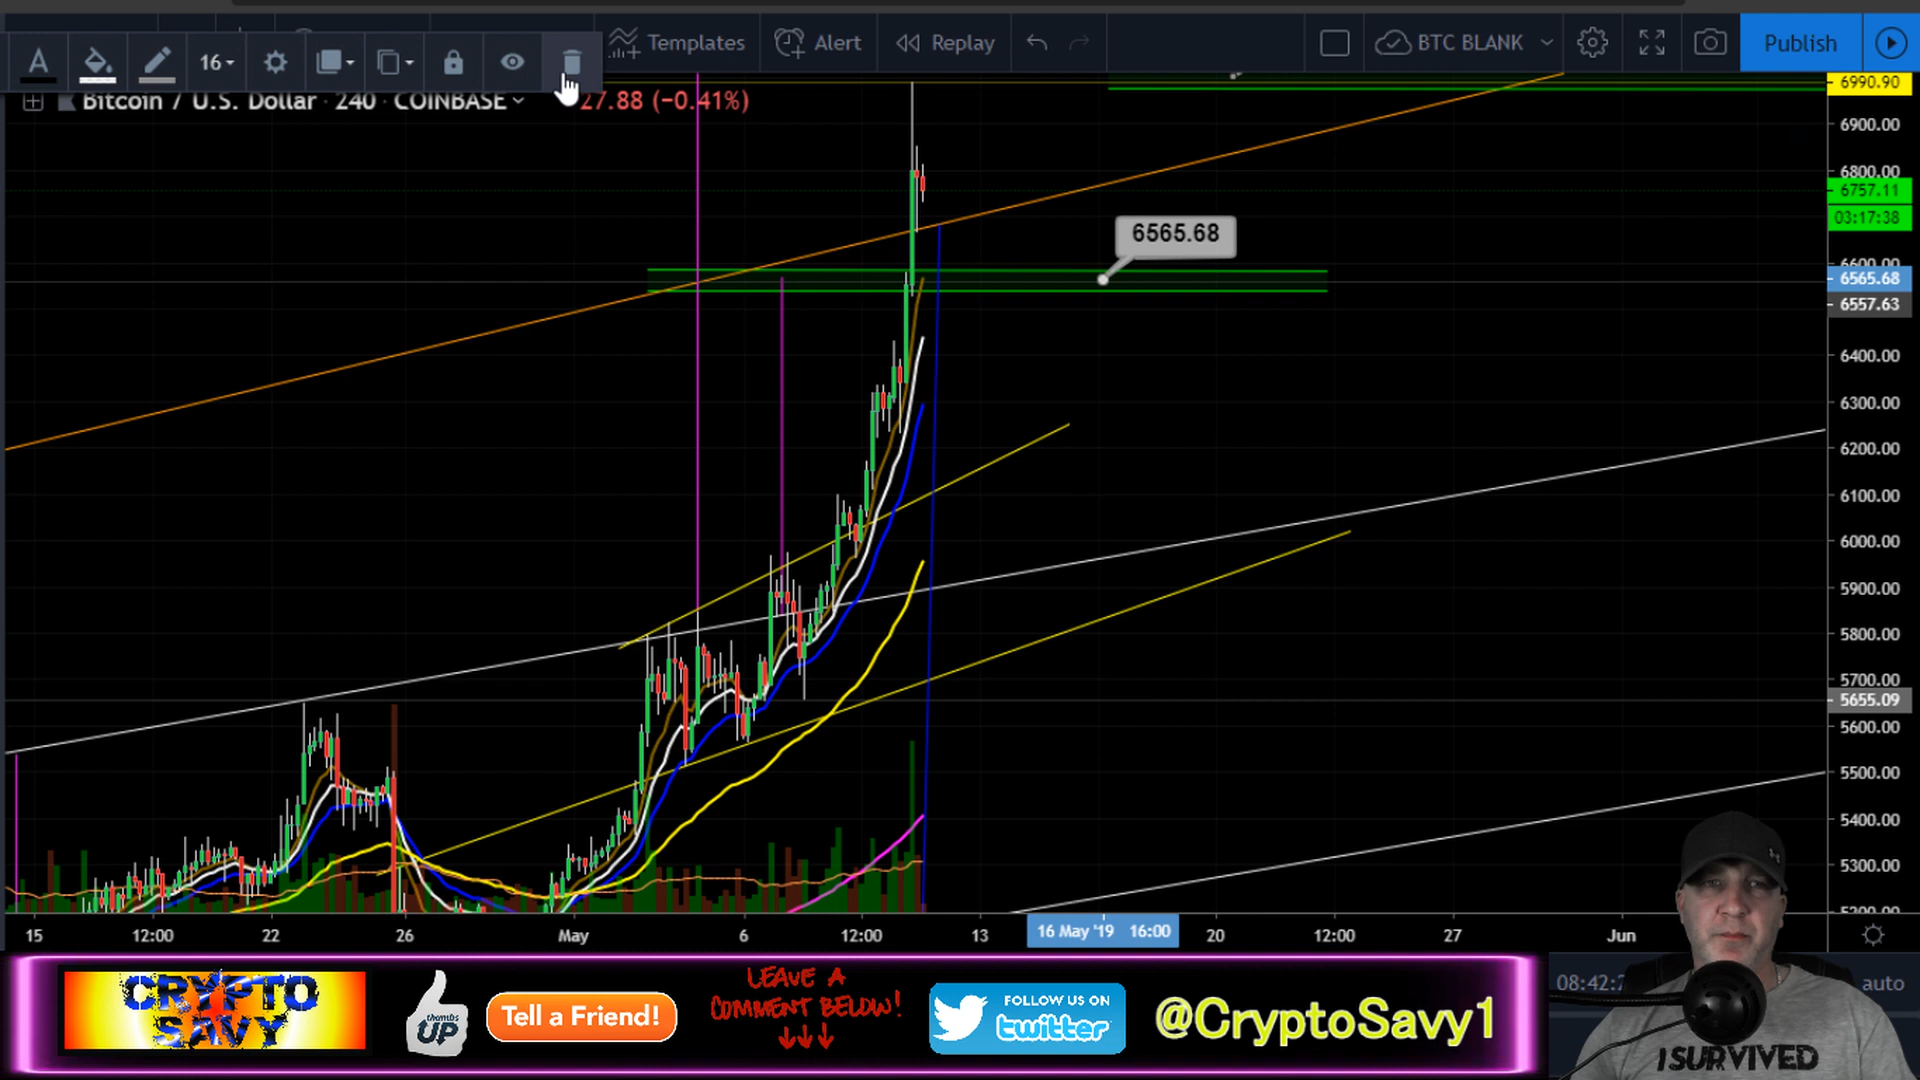 Templates
Alert
Replay
BTC BLANK
Publish
A
16
Bitcoin / U.S. Dollar · 240 · COINBASE
27.88 (−0.41%)
6990.90
6900.00
6800.00
6757.11
03:17:38
6565.68
6600.00
6565.68
6557.63
6400.00
6300.00
6200.00
6100.00
6000.00
5900.00
5800.00
5700.00
5655.09
5600.00
5500.00
5400.00
5300.00
5200.00
15
12:00
22
26
May
6
12:00
13
16 May '19 16:00
20
12:00
27
Jun
CRYPTO
SAVY
thumbs
UP
Tell a Friend!
LEAVE A
COMMENT BELOW!
FOLLOW US ON
twitter
@CryptoSavy1
auto
I SURVIVED